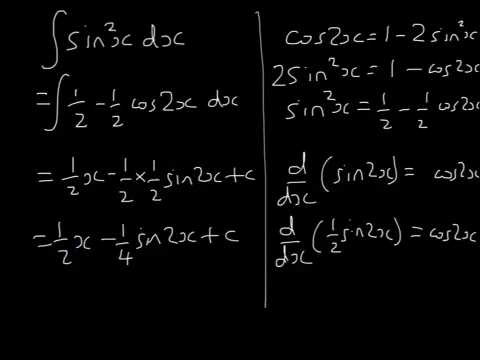 ∫ sin²x dx
= ∫ 1/2 - 1/2 cos2x dx
= 1/2 x - 1/2 × 1/2 sin2x + c
= 1/2 x - 1/4 sin2x + c
cos2x = 1 - 2sin²x
2sin²x = 1 - cos2x
sin²x = 1/2 - 1/2 cos2x
d/dx (sin2x) = cos2x
d/dx (1/2 sin2x) = cos2x